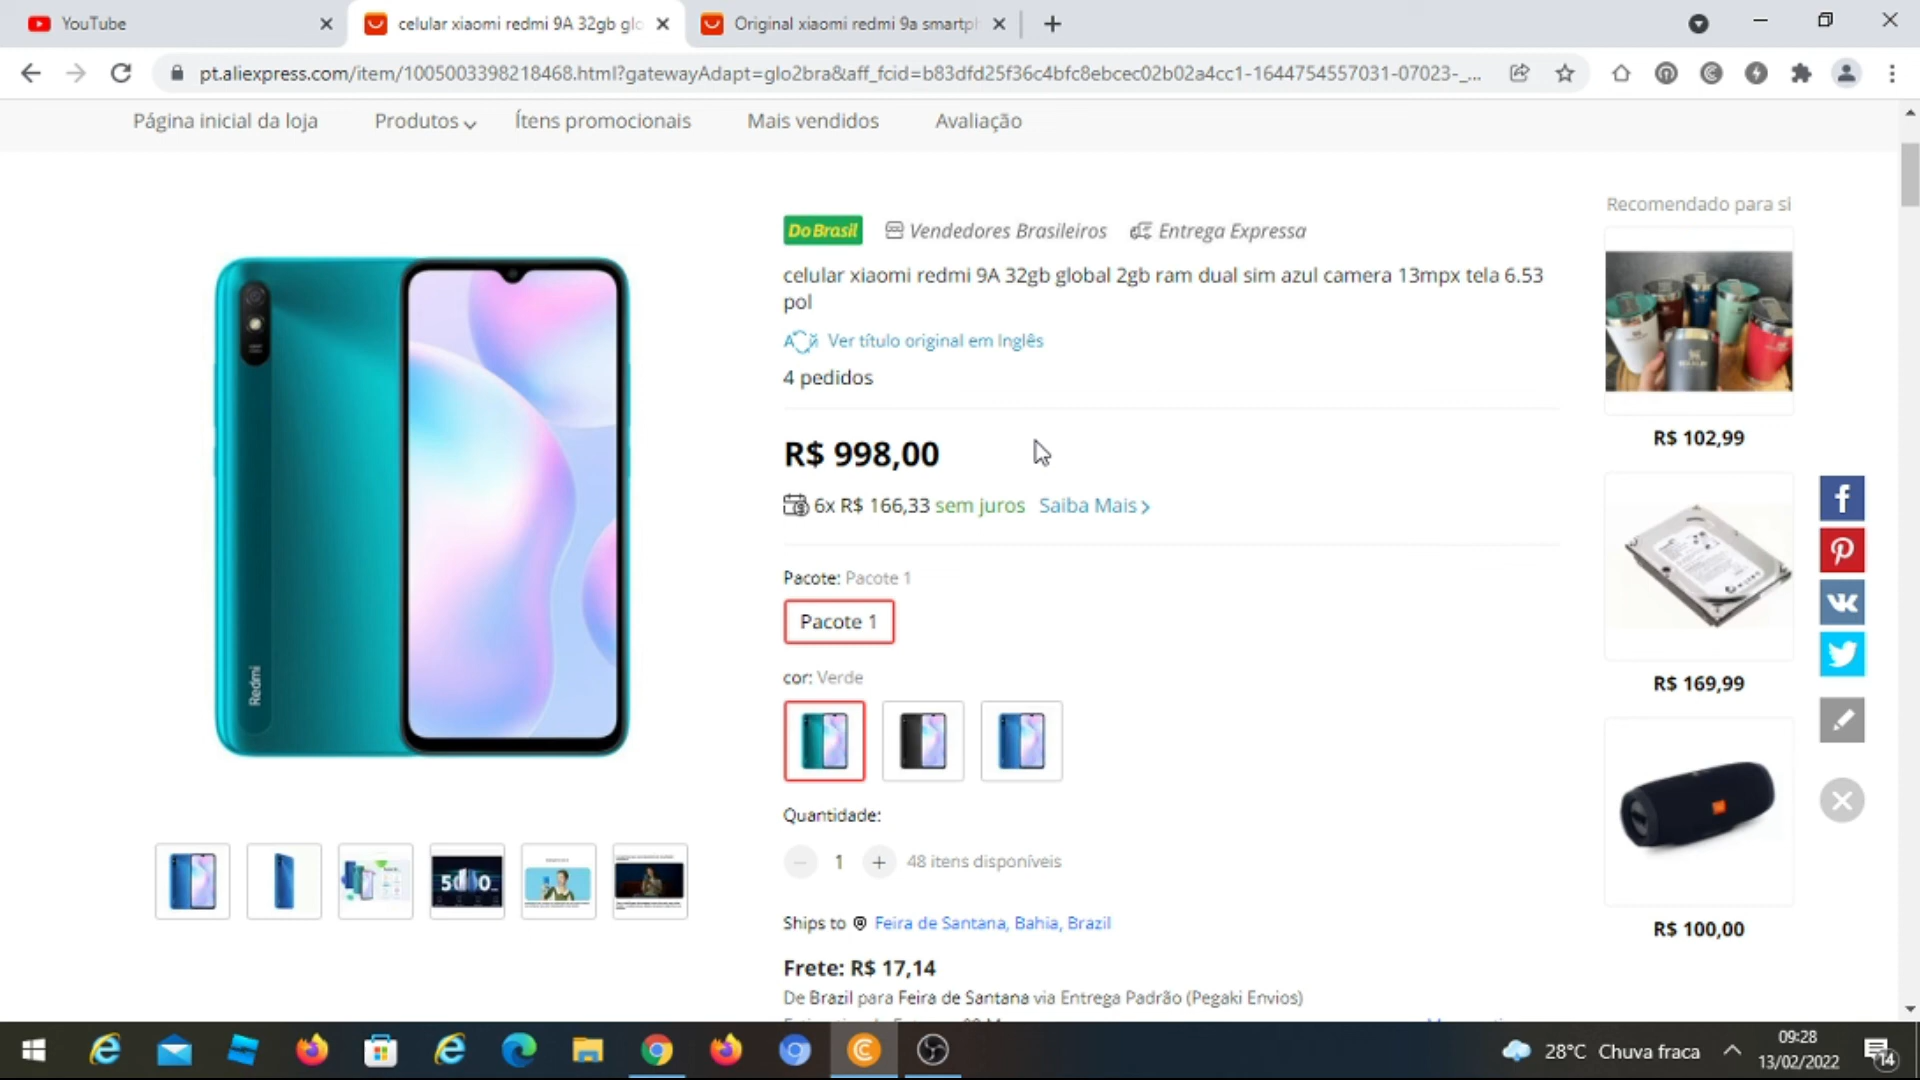 YouTube
celular xiaomi redmi 9A 32gb glo
Original xiaomi redmi 9a smartp
pt.aliexpress.com/item/1005003398218468.html?gatewayAdapt=glo2bra&aff_fcid=b83dfd25f36c4bfc8ebcec02b02a4cc1-1644754557031-07023-_...
Página inicial da loja
Produtos
Ítens promocionais
Mais vendidos
Avaliação
Do Brasil
Vendedores Brasileiros
Entrega Expressa
celular xiaomi redmi 9A 32gb global 2gb ram dual sim azul camera 13mpx tela 6.53
pol
Ver título original em Inglês
4 pedidos
R$ 998,00
6x R$ 166,33 sem juros Saiba Mais
Pacote: Pacote 1
Pacote 1
cor: Verde
Quantidade:
1
48 itens disponíveis
Ships to Feira de Santana, Bahia, Brazil
Frete: R$ 17,14
De Brazil para Feira de Santana via Entrega Padrão (Pegaki Envios)
Redmi
Recomendado para si
R$ 102,99
R$ 169,99
R$ 100,00
28°C Chuva fraca
09:28
13/02/2022
14